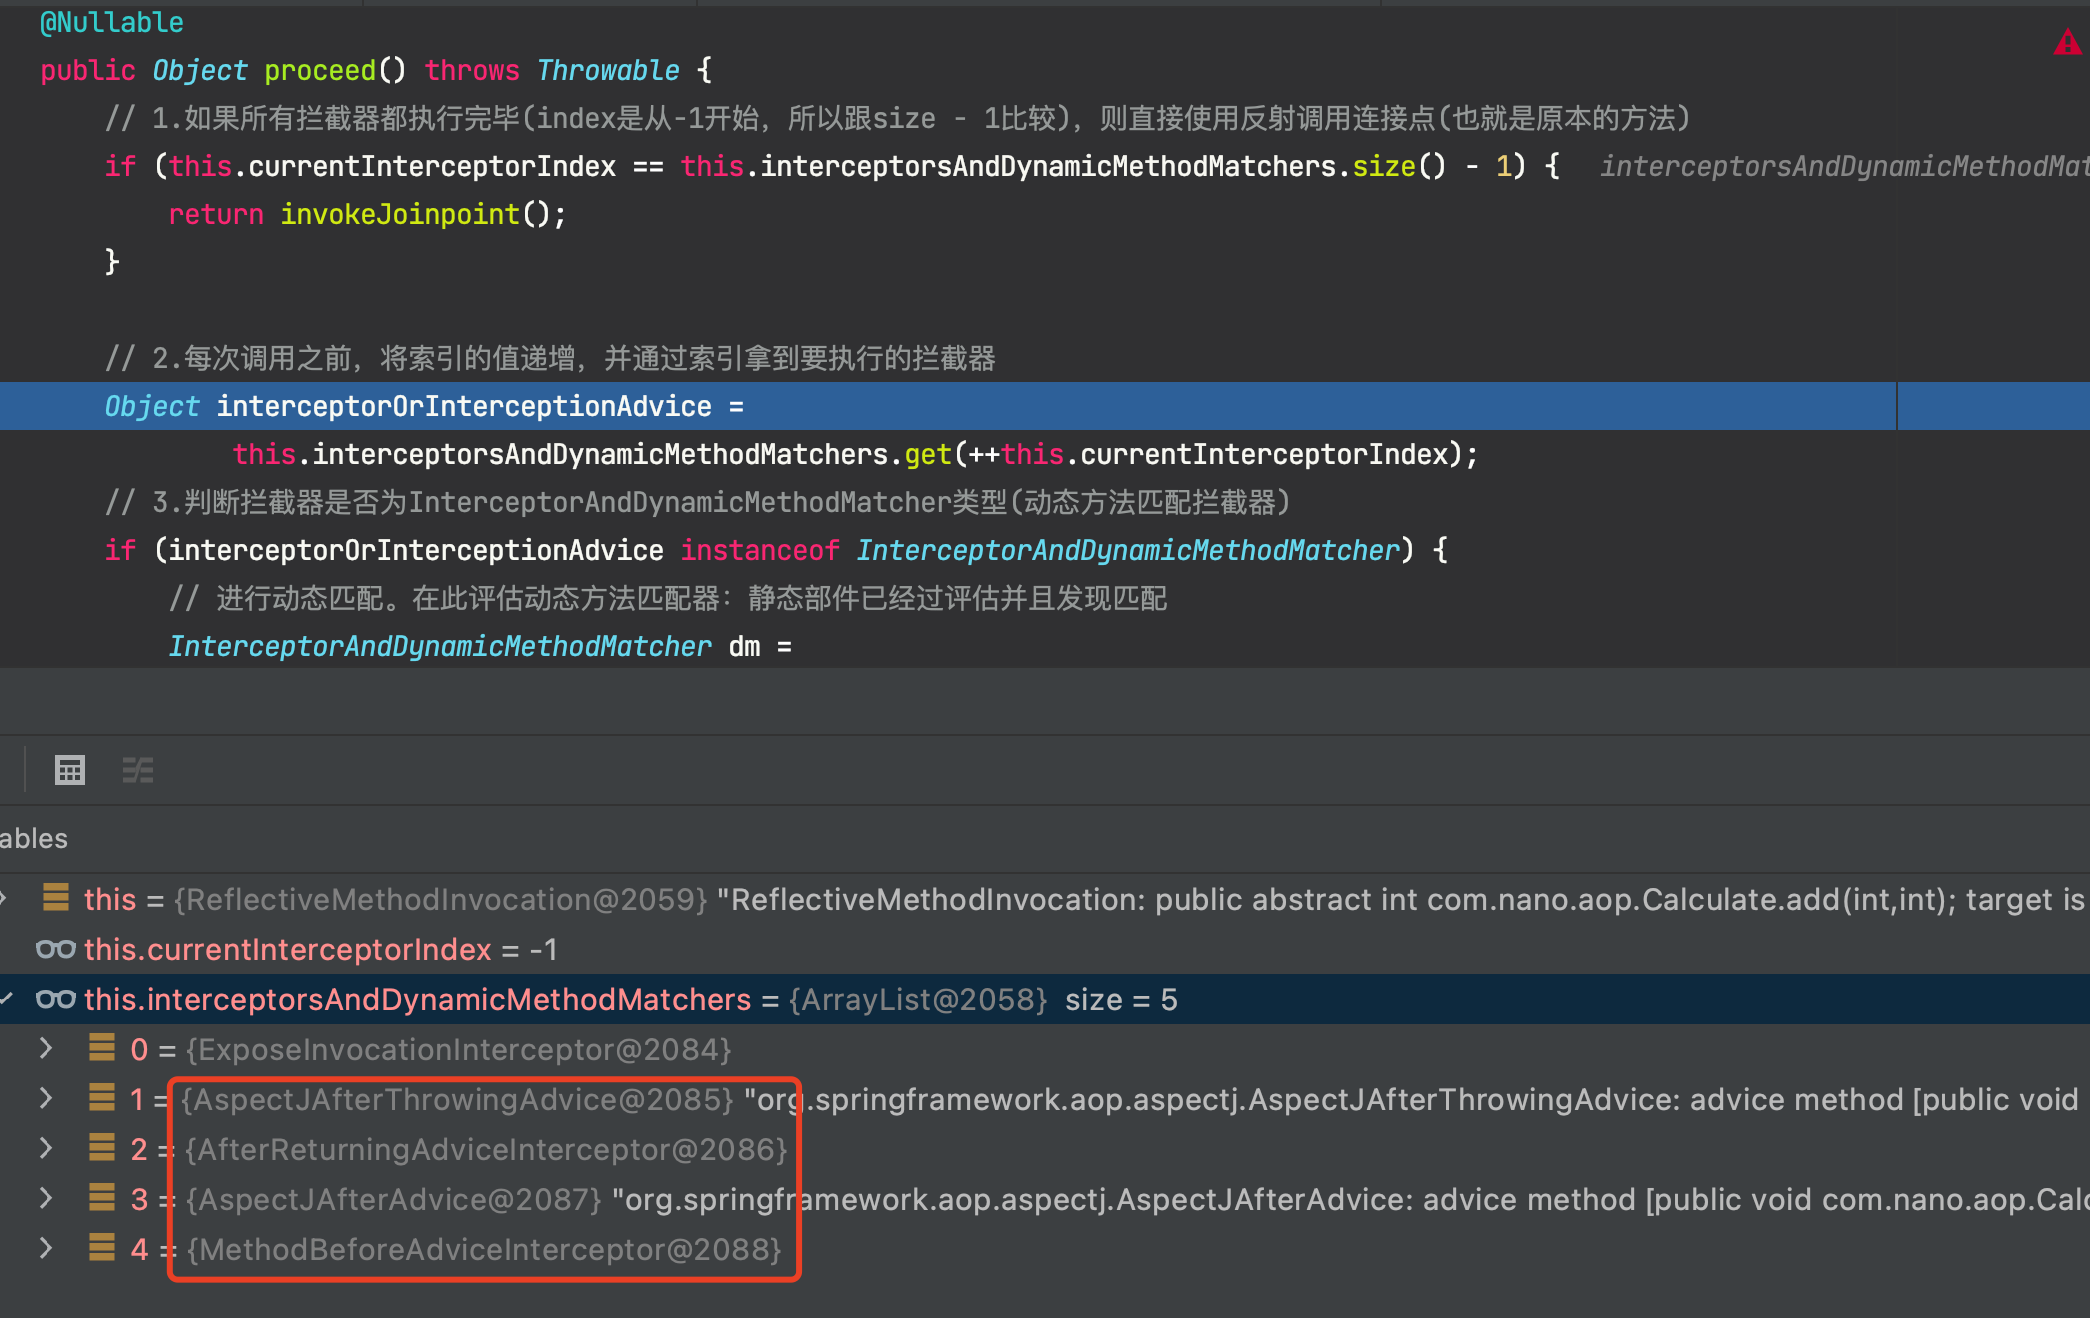 @Nullable
public Object proceed() throws Throwable {
// 1.如果所有拦截器都执行完毕(index是从-1开始，所以跟size - 1比较)，则直接使用反射调用连接点(也就是原本的方法)
if (this.currentInterceptorIndex == this.interceptorsAndDynamicMethodMatchers.size() - 1) { interceptorsAndDynamicMethodMat
return invokeJoinpoint();
}
// 2.每次调用之前，将索引的值递增，并通过索引拿到要执行的拦截器
Object interceptorOrInterceptionAdvice =
this.interceptorsAndDynamicMethodMatchers.get(++this.currentInterceptorIndex);
// 3.判断拦截器是否为InterceptorAndDynamicMethodMatcher类型(动态方法匹配拦截器)
if (interceptorOrInterceptionAdvice instanceof InterceptorAndDynamicMethodMatcher) {
// 进行动态匹配。在此评估动态方法匹配器：静态部件已经过评估并且发现匹配
InterceptorAndDynamicMethodMatcher dm =
ables
this = {ReflectiveMethodInvocation@2059} "ReflectiveMethodInvocation: public abstract int com.nano.aop.Calculate.add(int,int); target is
this.currentInterceptorIndex = -1
this.interceptorsAndDynamicMethodMatchers = {ArrayList@2058} size = 5
0 = {ExposeInvocationInterceptor@2084}
1 = {AspectJAfterThrowingAdvice@2085} "org.springframework.aop.aspectj.AspectJAfterThrowingAdvice: advice method [public void
2 = {AfterReturningAdviceInterceptor@2086}
3 = {AspectJAfterAdvice@2087} "org.springframework.aop.aspectj.AspectJAfterAdvice: advice method [public void com.nano.aop.Calc
4 = {MethodBeforeAdviceInterceptor@2088}